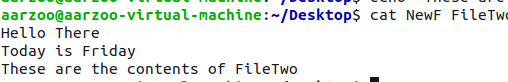 aarzoo@aarzoo-virtual-machine:~/Desktop$ cat NewF FileTwo
Hello There
Today is Friday
These are the contents of FileTwo